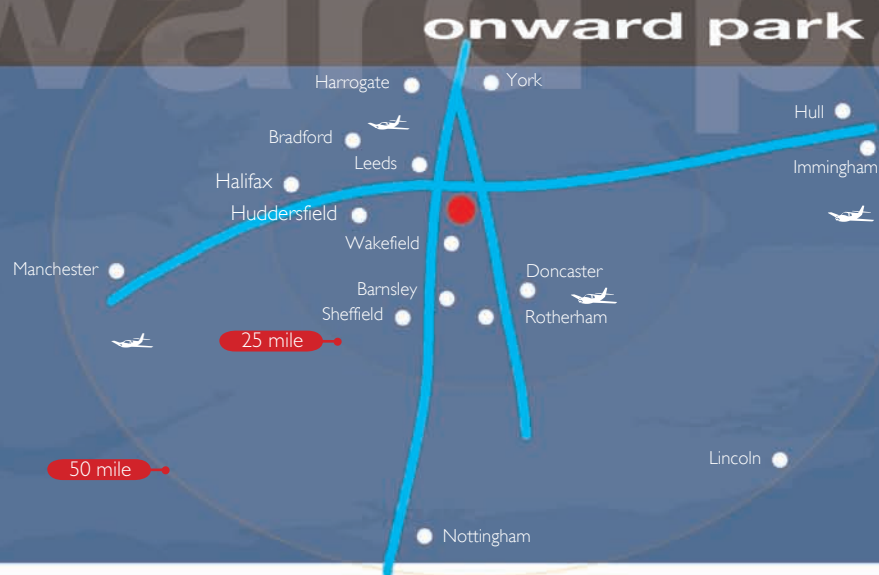 onward park
Harrogate
York
Hull
Bradford
Leeds
Immingham
Halifax
Huddersfield
Wakefield
Manchester
Doncaster
Barnsley
Sheffield
Rotherham
25 mile
Lincoln
50 mile
Nottingham